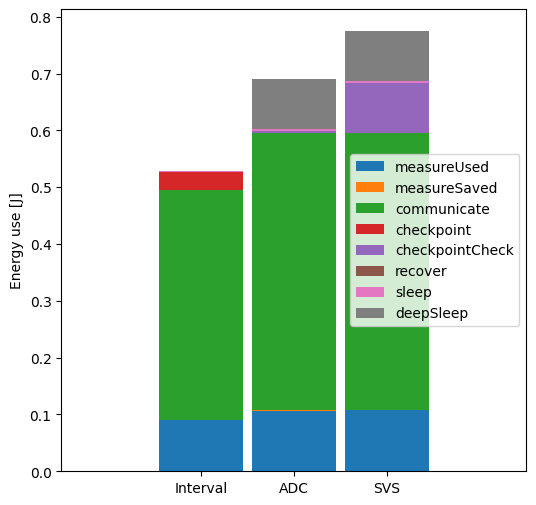 0.8
0.7
0.6
0.5
0.4
0.3
0.2
0.1
0.0
Energy use [J]
measureUsed
measureSaved
communicate
checkpoint
checkpointCheck
recover
sleep
deepSleep
Interval
ADC
SVS